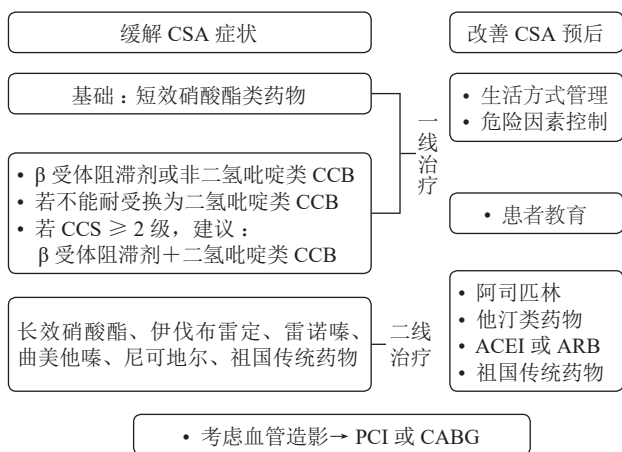 缓解 CSA 症状
基础：短效硝酸酯类药物
• β 受体阻滞剂或非二氢吡啶类 CCB
• 若不能耐受换为二氢吡啶类 CCB
• 若 CCS ≥ 2 级，建议：
β 受体阻滞剂＋二氢吡啶类 CCB
一线治疗
长效硝酸酯、伊伐布雷定、雷诺嗪、
曲美他嗪、尼可地尔、祖国传统药物
二线
治疗
改善 CSA 预后
• 生活方式管理
• 危险因素控制
• 患者教育
• 阿司匹林
• 他汀类药物
• ACEI 或 ARB
• 祖国传统药物
• 考虑血管造影→ PCI 或 CABG